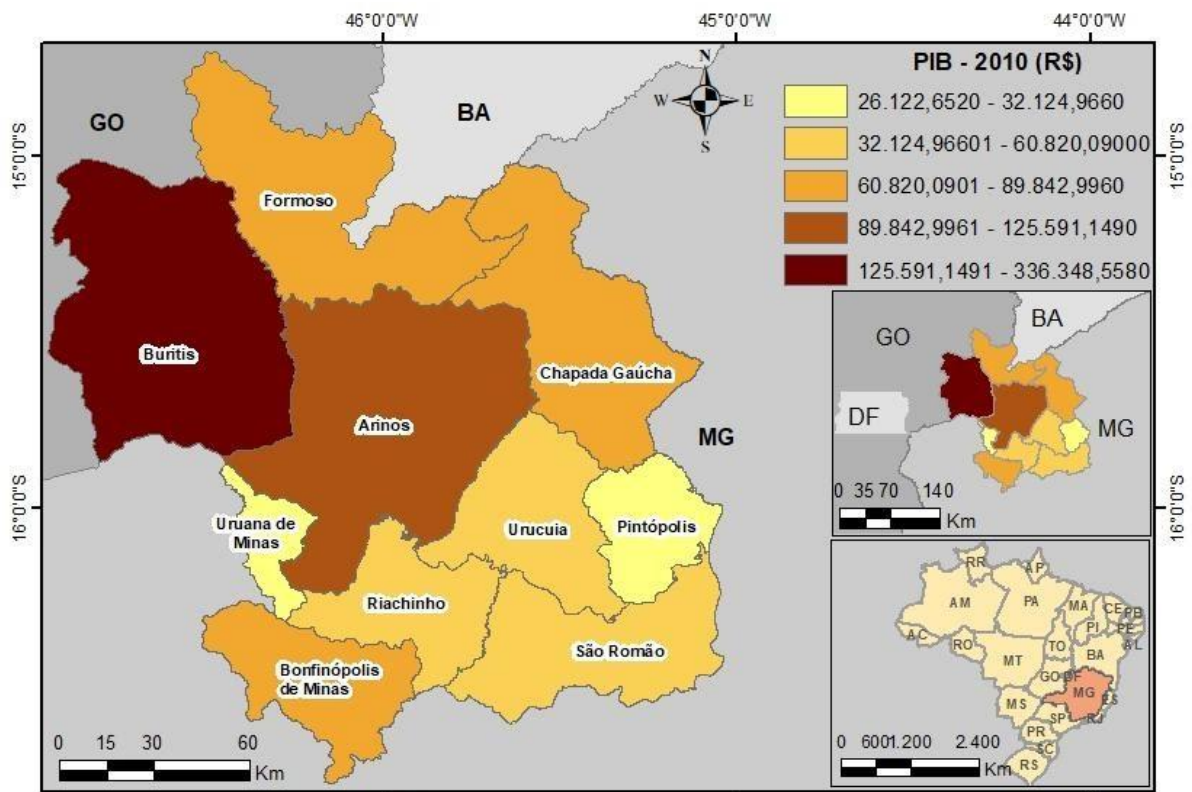 46°0'0"W 45°0'0"W 44°0'0"W
15°0'0"S
16°0'0"S
15°0'0"S
16°0'0"S
GO
BA
MG
N
W E
S
PIB - 2010 (R$)
26.122,6520 - 32.124,9660
32.124,96601 - 60.820,09000
60.820,0901 - 89.842,9960
89.842,9961 - 125.591,1490
125.591,1491 - 336.348,5580
Formoso
Buritis
Chapada Gaúcha
Arinos
Uruana de
Minas
Urucuia
Pintópolis
Riachinho
São Romão
Bonfinópolis
de Minas
0 15 30 60
Km
GO
BA
DF
MG
0 35 70 140
Km
RR
AP
AM
PA
MA
CE
PB
PI
PE
AC
AL
RO
TO
BA
MT
GO
DF
MG
ES
MS
SP
RJ
PR
SC
RS
0 600 1.200 2.400
Km